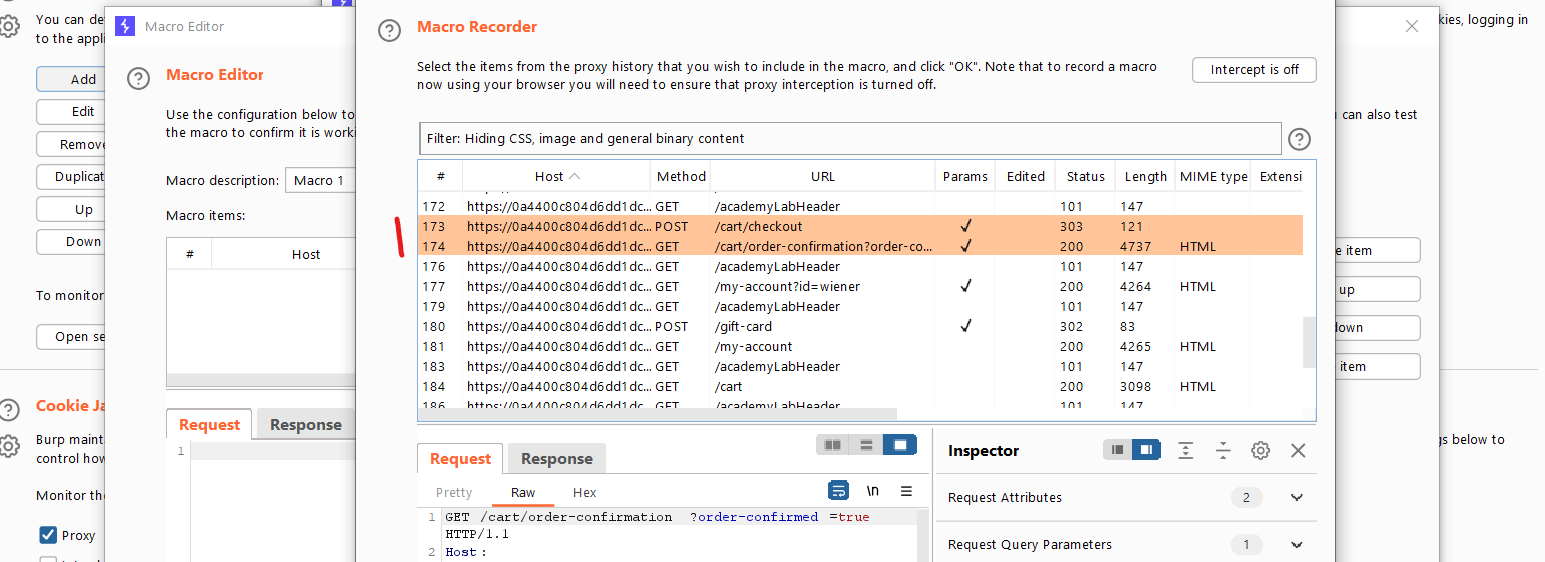 You can de
to the appli
Add
Edit
Remove
Duplicat
Up
Down
To monitor
Open se
Cookie Ja
Burp maint
control how
Monitor the
Proxy
Macro Editor
Macro Editor
Use the configuration below to
the macro to confirm it is worki
Macro description: Macro 1
Macro items:
# Host
Request Response
1
Macro Recorder
Select the items from the proxy history that you wish to include in the macro, and click "OK". Note that to record a macro
now using your browser you will need to ensure that proxy interception is turned off.
Intercept is off
Filter: Hiding CSS, image and general binary content
# Host Method URL Params Edited Status Length MIME type Extensi
172 https://0a4400c804d6dd1dc... GET /academyLabHeader 101 147
173 https://0a4400c804d6dd1dc... POST /cart/checkout ✓ 303 121
174 https://0a4400c804d6dd1dc... GET /cart/order-confirmation?order-co... ✓ 200 4737 HTML
176 https://0a4400c804d6dd1dc... GET /academyLabHeader 101 147
177 https://0a4400c804d6dd1dc... GET /my-account?id=wiener ✓ 200 4264 HTML
179 https://0a4400c804d6dd1dc... GET /academyLabHeader 101 147
180 https://0a4400c804d6dd1dc... POST /gift-card ✓ 302 83
181 https://0a4400c804d6dd1dc... GET /my-account 200 4265 HTML
183 https://0a4400c804d6dd1dc... GET /academyLabHeader 101 147
184 https://0a4400c804d6dd1dc... GET /cart 200 3098 HTML
186 https://0a4400c804d6dd1dc... GET /academyLabHeader 101 147
Request Response
Pretty Raw Hex
\n
1 GET /cart/order-confirmation ?order-confirmed =true
HTTP/1.1
2 Host:
Inspector
Request Attributes 2
Request Query Parameters 1
kies, logging in
can also test
e item
up
down
item
gs below to